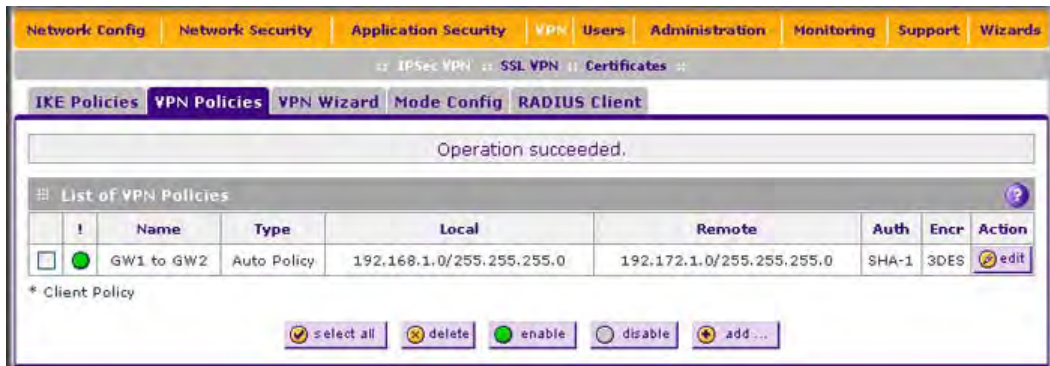 Network Config Network Security Application Security VPN Users Administration Monitoring Support Wizards
:: IPSec VPN :: SSL VPN :: Certificates ::
IKE Policies VPN Policies VPN Wizard Mode Config RADIUS Client
Operation succeeded.
List of VPN Policies ?
! Name Type Local Remote Auth Encr Action
GW1 to GW2 Auto Policy 192.168.1.0/255.255.255.0 192.172.1.0/255.255.255.0 SHA-1 3DES edit
* Client Policy
select all delete enable disable add ...